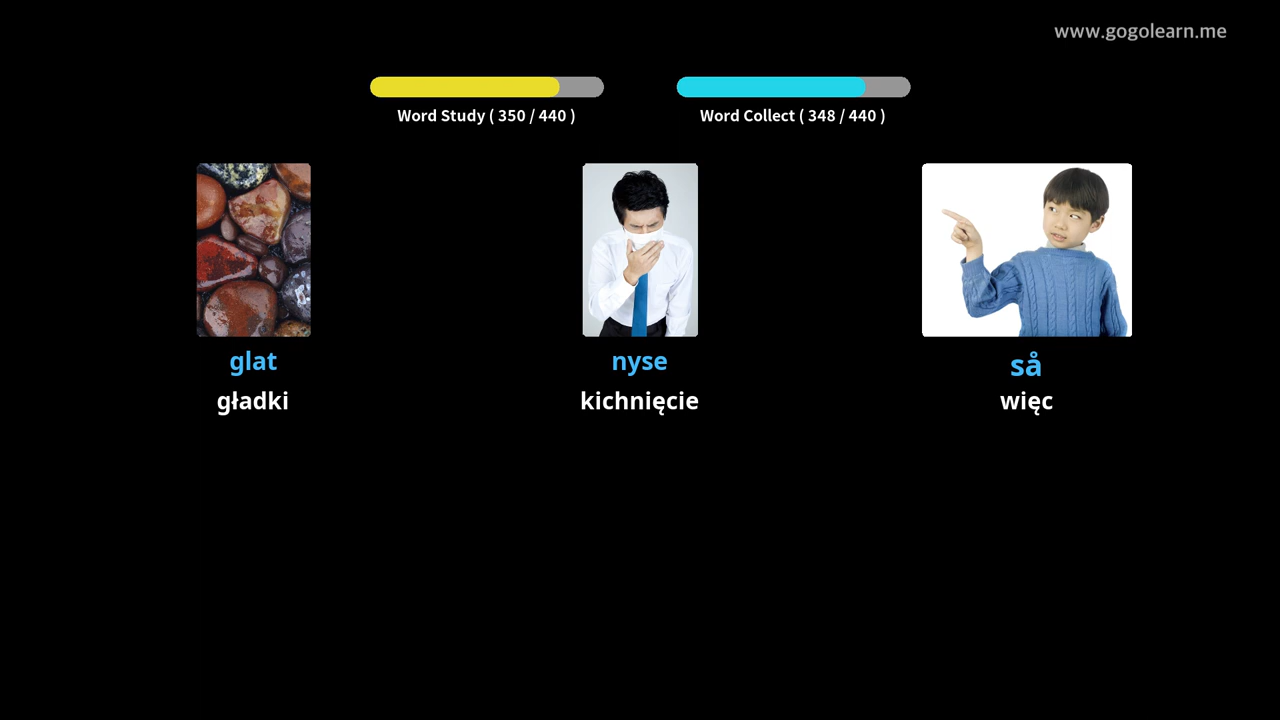 www.gogolearn.me
Word Study ( 350 / 440 )
Word Collect ( 348 / 440 )
glat
gładki
nyse
kichnięcie
så
więc